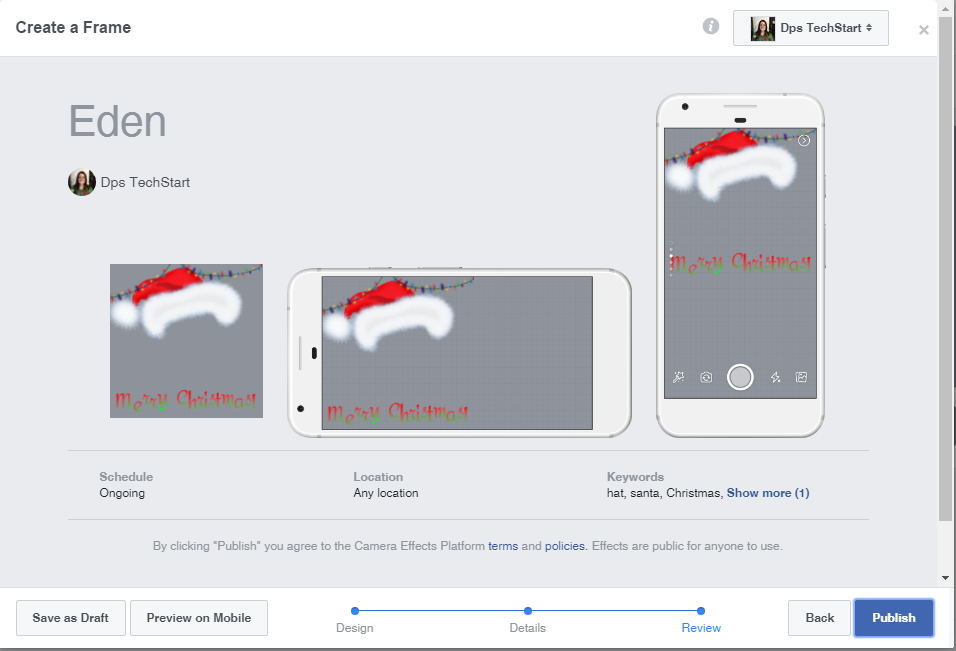 Create a Frame
Dps TechStart
Eden
Dps TechStart
Merry Christmas
Merry Christmas
Merry Christmas
Schedule
Ongoing
Location
Any location
Keywords
hat, santa, Christmas, Show more (1)
By clicking "Publish" you agree to the Camera Effects Platform terms and policies. Effects are public for anyone to use.
Save as Draft
Preview on Mobile
Design
Details
Review
Back
Publish